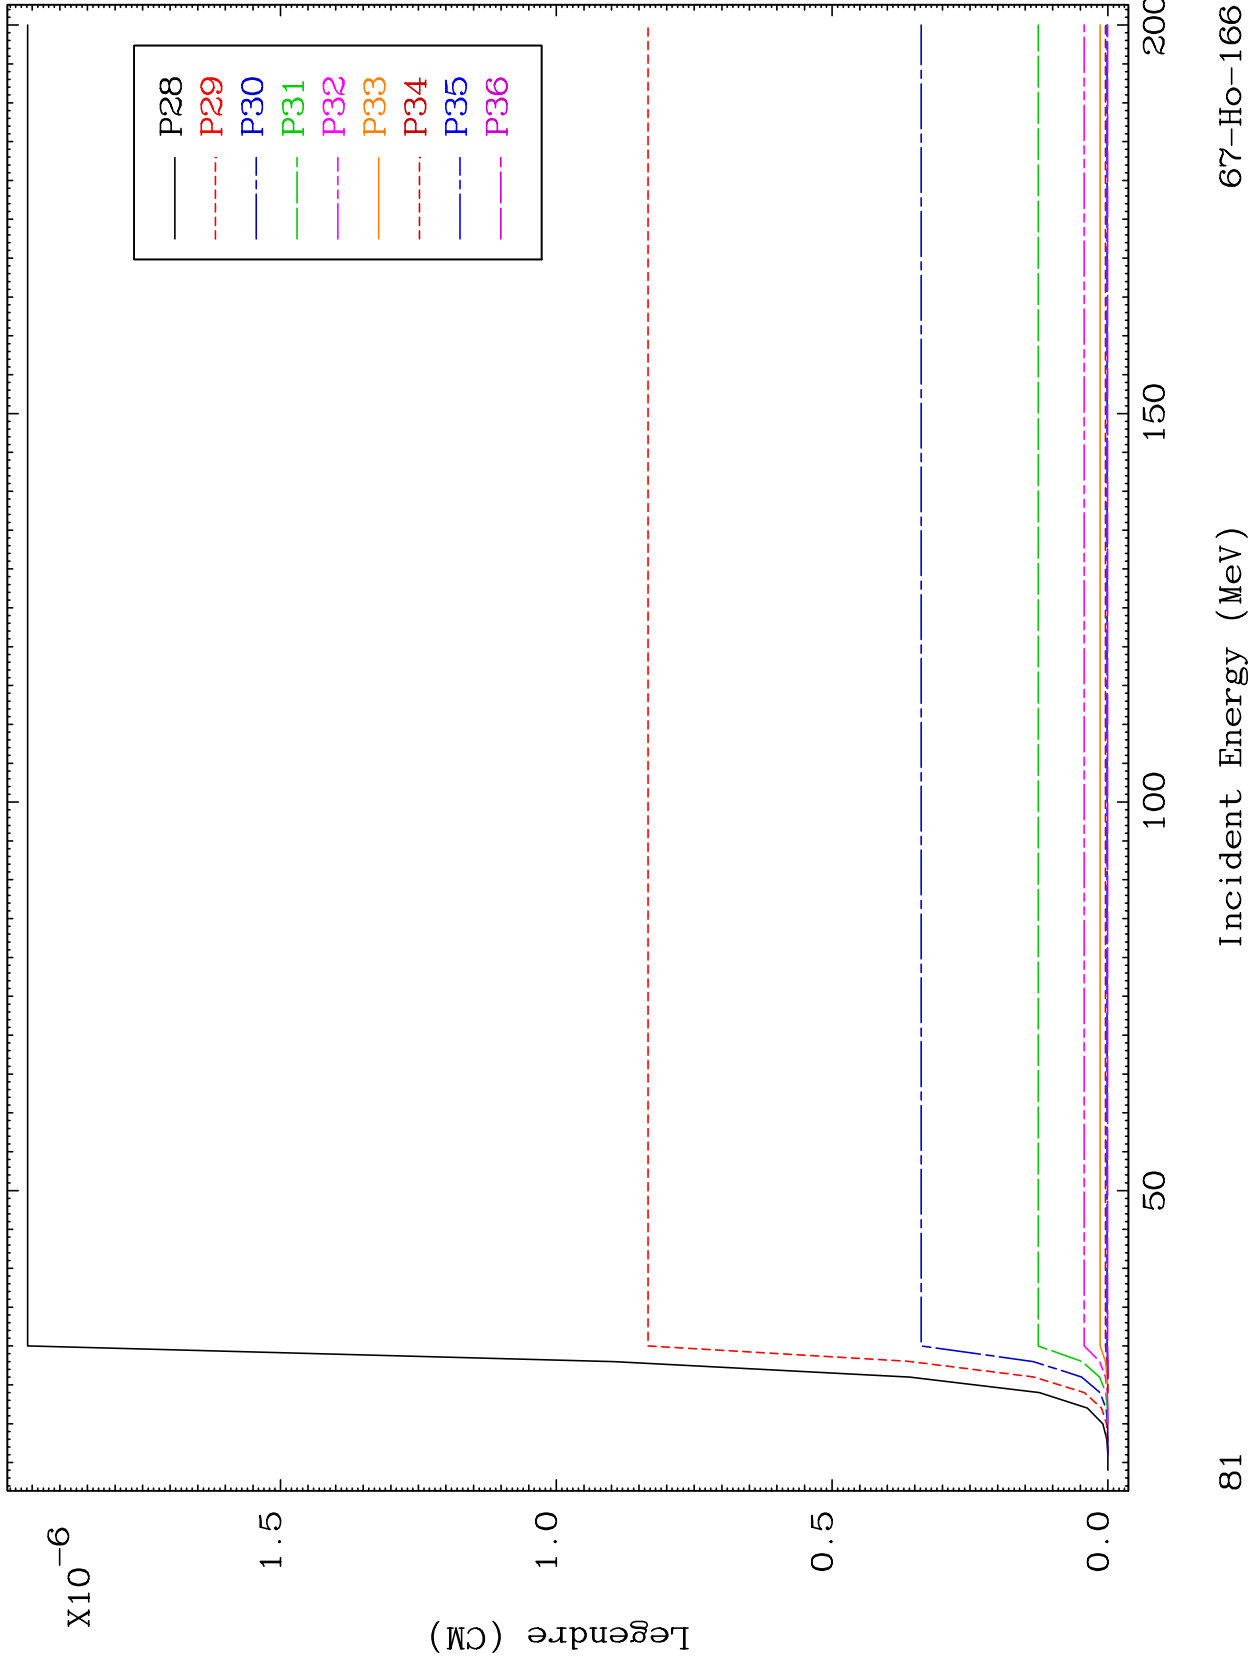 X10-6
1.5
1.0
0.5
0.0
Legendre (CM)
P28
P29
P30
P31
P32
P33
P34
P35
P36
50
100
150
200
Incident Energy (MeV)
81
67-Ho-166